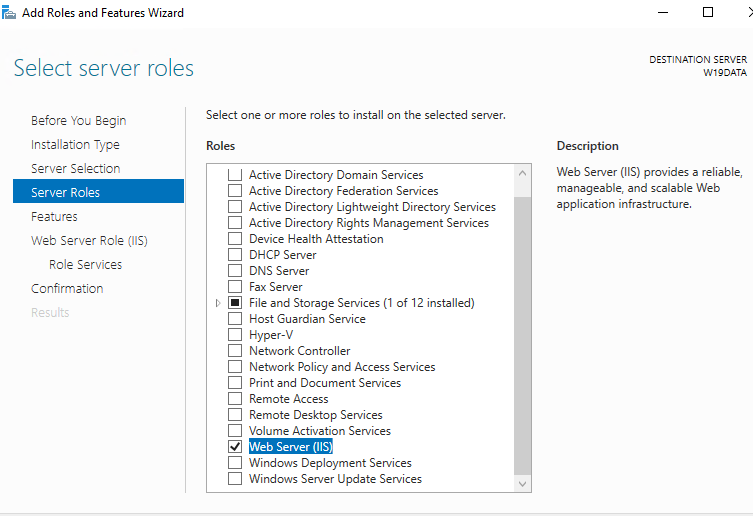 Add Roles and Features Wizard
Select server roles
DESTINATION SERVER
W19DATA
Before You Begin
Installation Type
Server Selection
Server Roles
Features
Web Server Role (IIS)
Role Services
Confirmation
Results
Select one or more roles to install on the selected server.
Roles
Active Directory Domain Services
Active Directory Federation Services
Active Directory Lightweight Directory Services
Active Directory Rights Management Services
Device Health Attestation
DHCP Server
DNS Server
Fax Server
File and Storage Services (1 of 12 installed)
Host Guardian Service
Hyper-V
Network Controller
Network Policy and Access Services
Print and Document Services
Remote Access
Remote Desktop Services
Volume Activation Services
Web Server (IIS)
Windows Deployment Services
Windows Server Update Services
Description
Web Server (IIS) provides a reliable,
manageable, and scalable Web
application infrastructure.